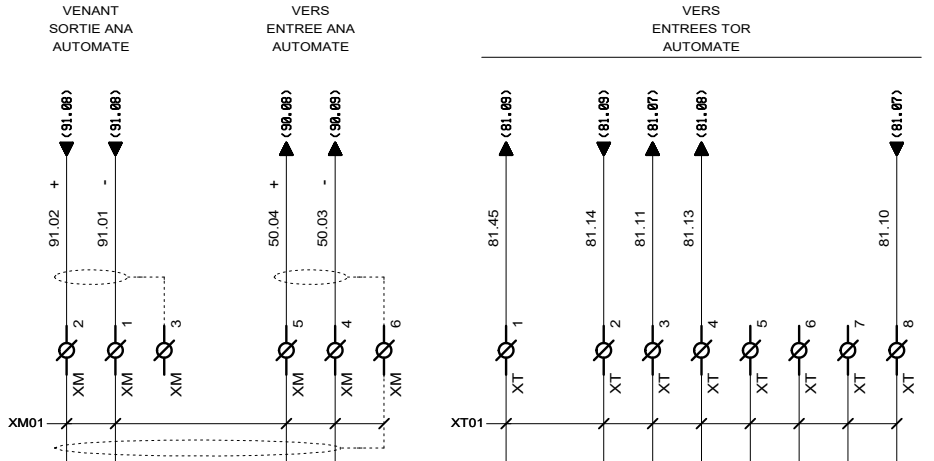 VENANT
SORTIE ANA
AUTOMATE
VERS
ENTREE ANA
AUTOMATE
VERS
ENTREES TOR
AUTOMATE
(91.08)
(91.08)
(90.08)
(90.09)
(81.09)
(81.09)
(81.07)
(81.08)
(81.07)
+
-
+
-
91.02
91.01
50.04
50.03
81.45
81.14
81.11
81.13
81.10
2
1
3
5
4
6
1
2
3
4
5
6
7
8
XM
XM
XM
XM
XM
XM
XT
XT
XT
XT
XT
XT
XT
XT
XM01
XT01